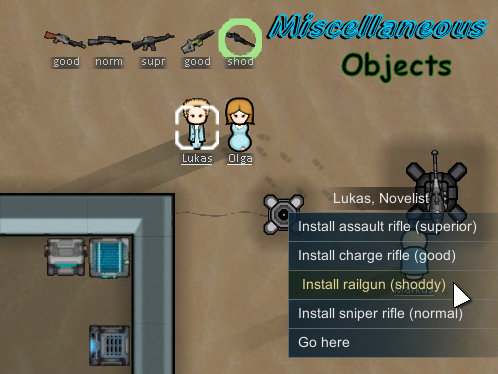 Miscellaneous
Objects
good norm supr good shod
Lukas Olga
Lukas, Novelist
Install assault rifle (superior)
Install charge rifle (good)
Install railgun (shoddy)
Install sniper rifle (normal)
Go here